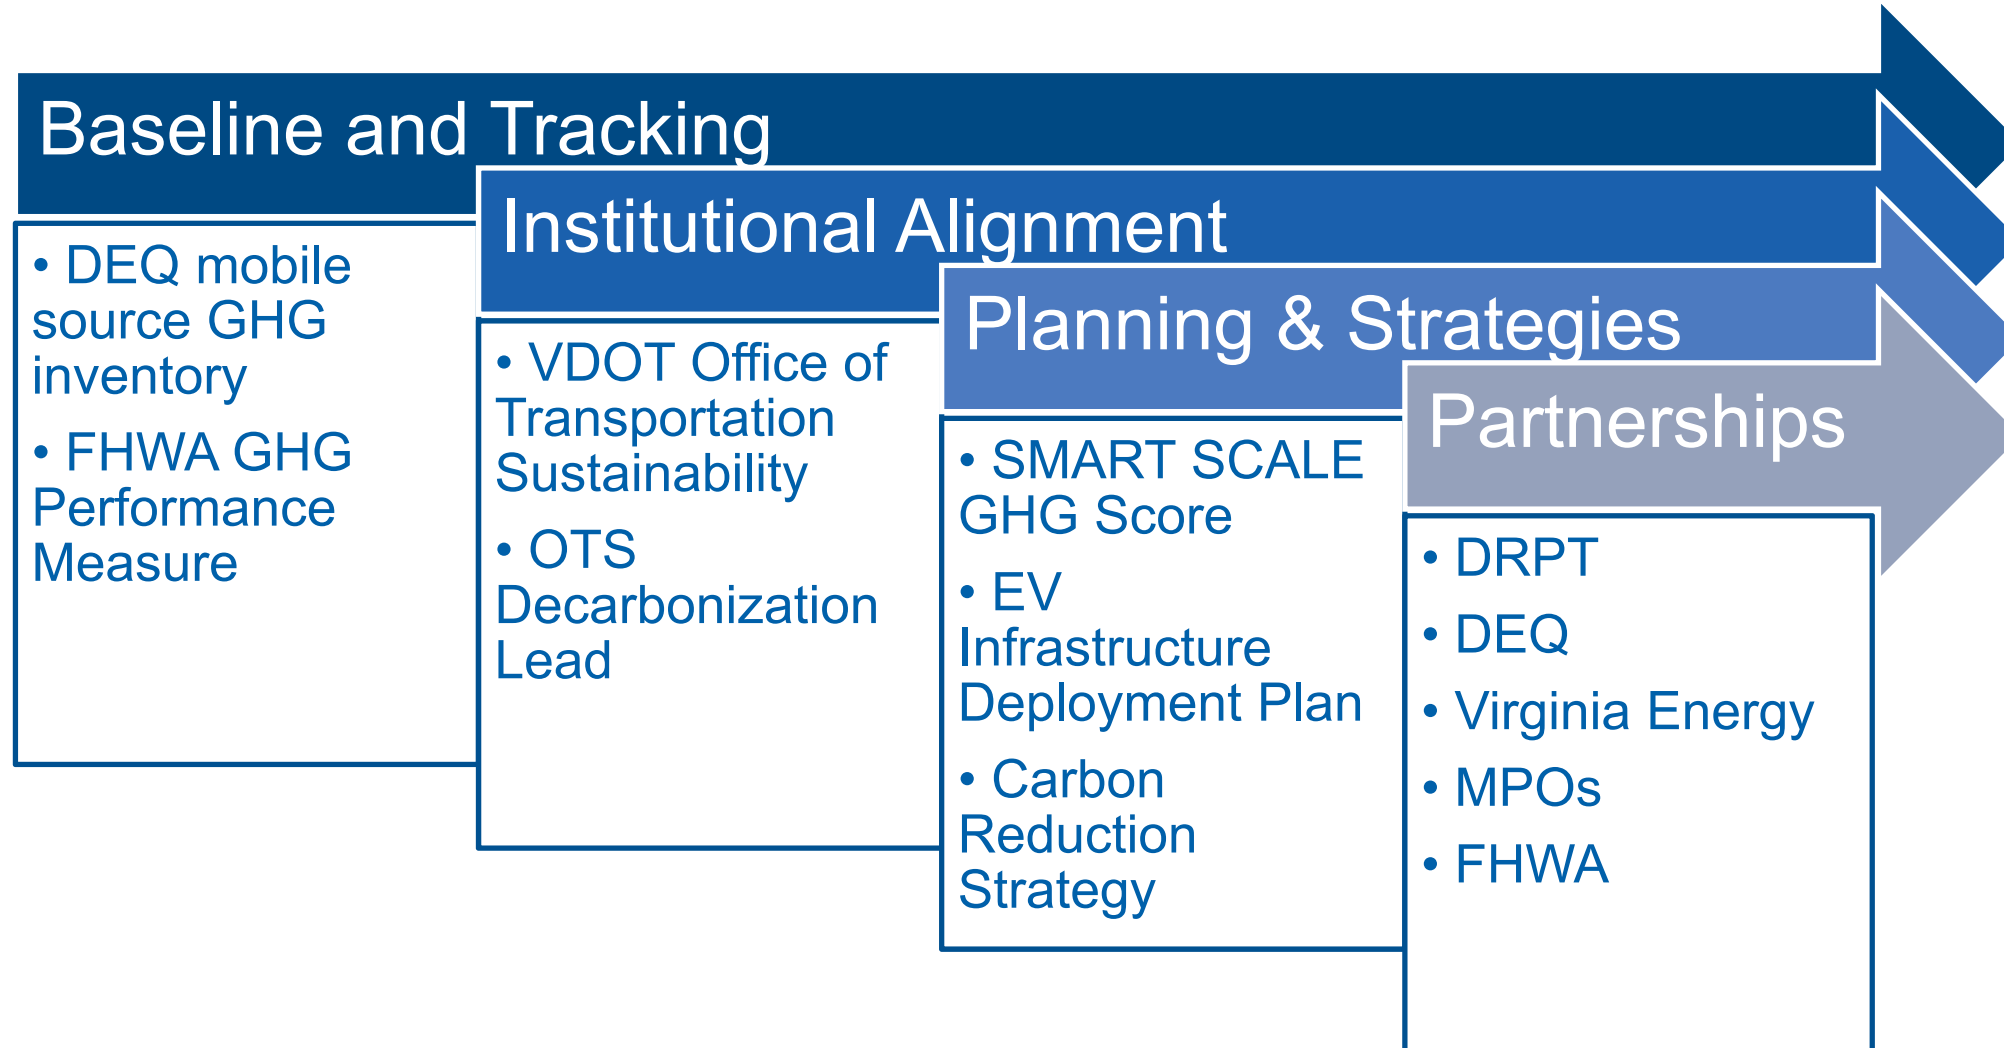 Baseline and Tracking
• DEQ mobile
source GHG
inventory
• FHWA GHG
Performance
Measure
Institutional Alignment
• VDOT Office of
Transportation
Sustainability
• OTS
Decarbonization
Lead
Planning & Strategies
• SMART SCALE
GHG Score
• EV
Infrastructure
Deployment Plan
• Carbon
Reduction
Strategy
Partnerships
• DRPT
• DEQ
• Virginia Energy
• MPOs
• FHWA